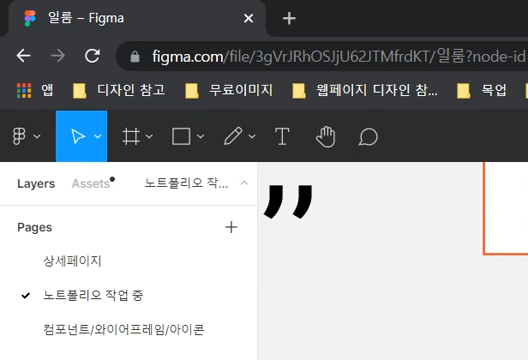 일룸 – Figma
figma.com/file/3gVrJRhOSJjU62JTMfrdKT/일룸?node-id
앱 디자인 참고 무료이미지 웹페이지 디자인 참... 목업
Layers Assets 노트폴리오 작...
”
Pages
상세페이지
노트폴리오 작업 중
컴포넌트/와이어프레임/아이콘